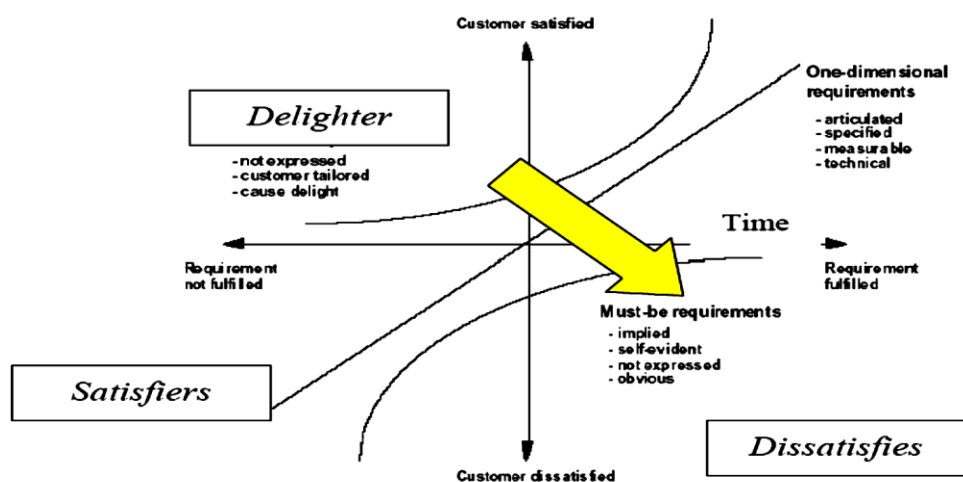 Customer satisfied
One-dimensional
requirements
- articulated
- specified
- measurable
- technical
Delighter
- not expressed
- customer tailored
- cause delight
Time
Requirement
not fulfilled
Requirement
fulfilled
Must-be requirements
- implied
- self-evident
- not expressed
- obvious
Satisfiers
Dissatisfies
Customer dissatisfied